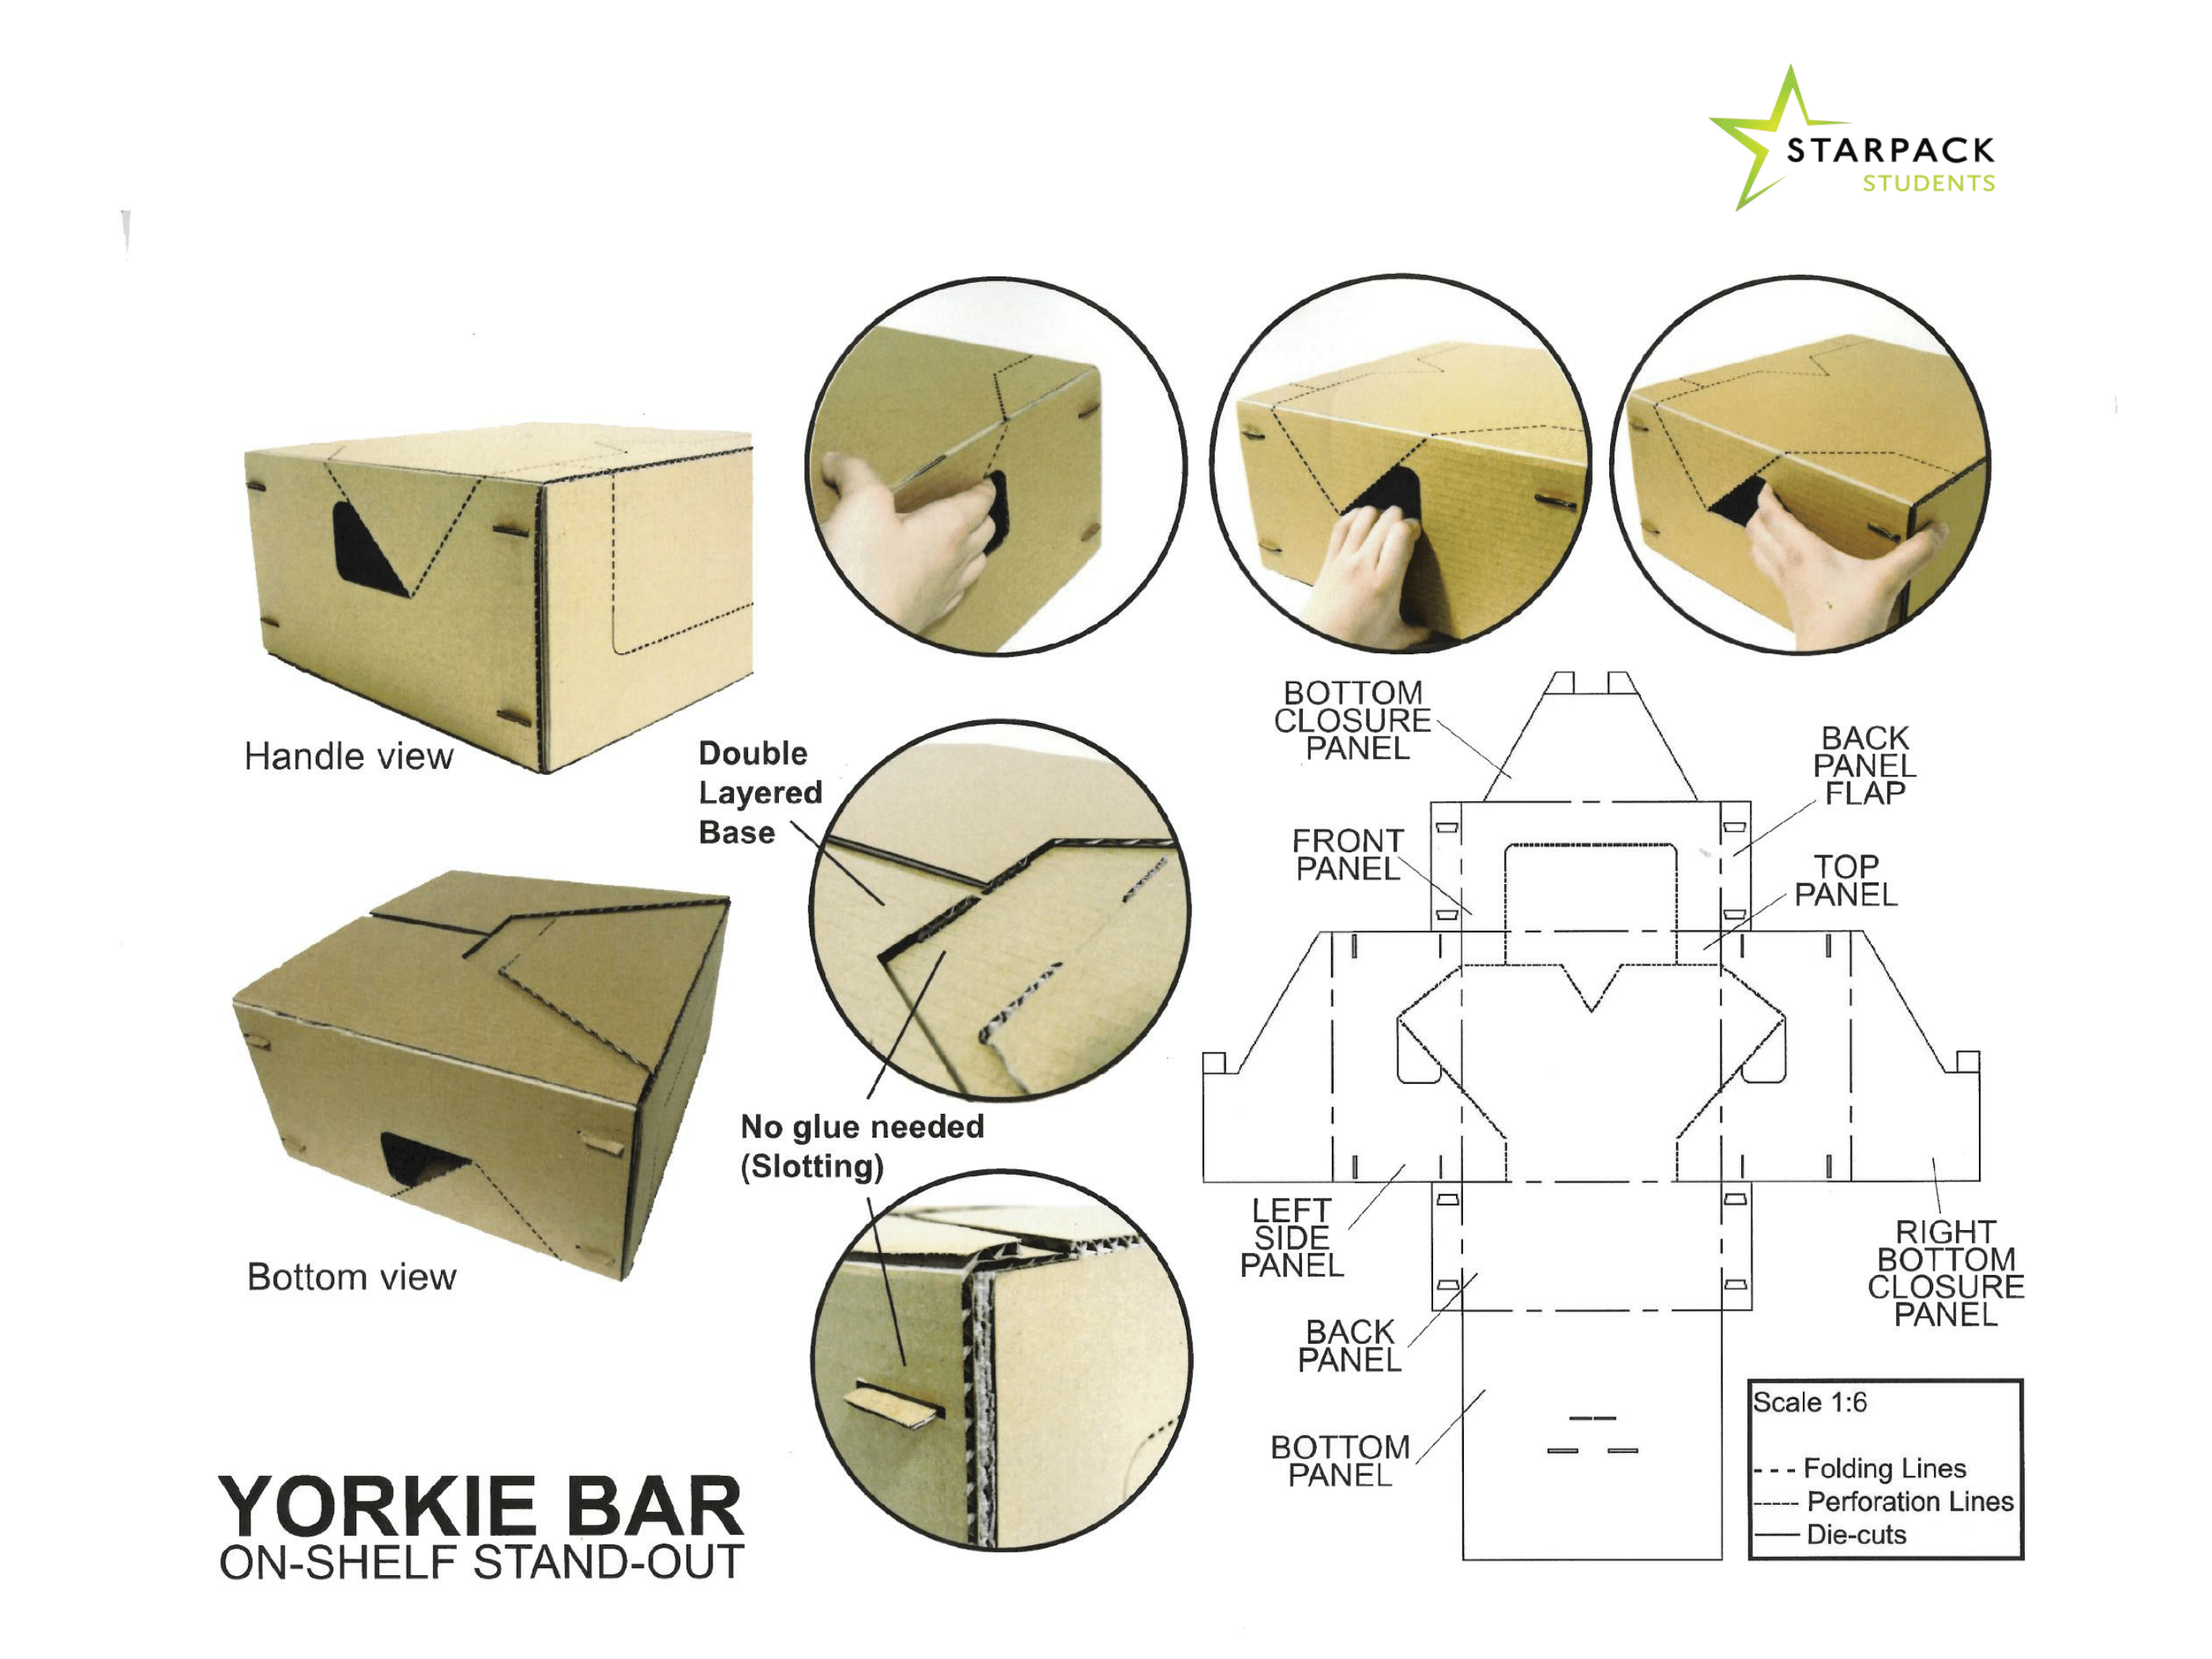 STARPACK
STUDENTS
Handle view
Double
Layered
Base
No glue needed
(Slotting)
Bottom view
BOTTOM
CLOSURE
PANEL
BACK
PANEL
FLAP
FRONT
PANEL
TOP
PANEL
LEFT
SIDE
PANEL
RIGHT
BOTTOM
CLOSURE
PANEL
BACK
PANEL
BOTTOM
PANEL
Scale 1:6
Folding Lines
Perforation Lines
Die-cuts
YORKIE BAR
ON-SHELF STAND-OUT